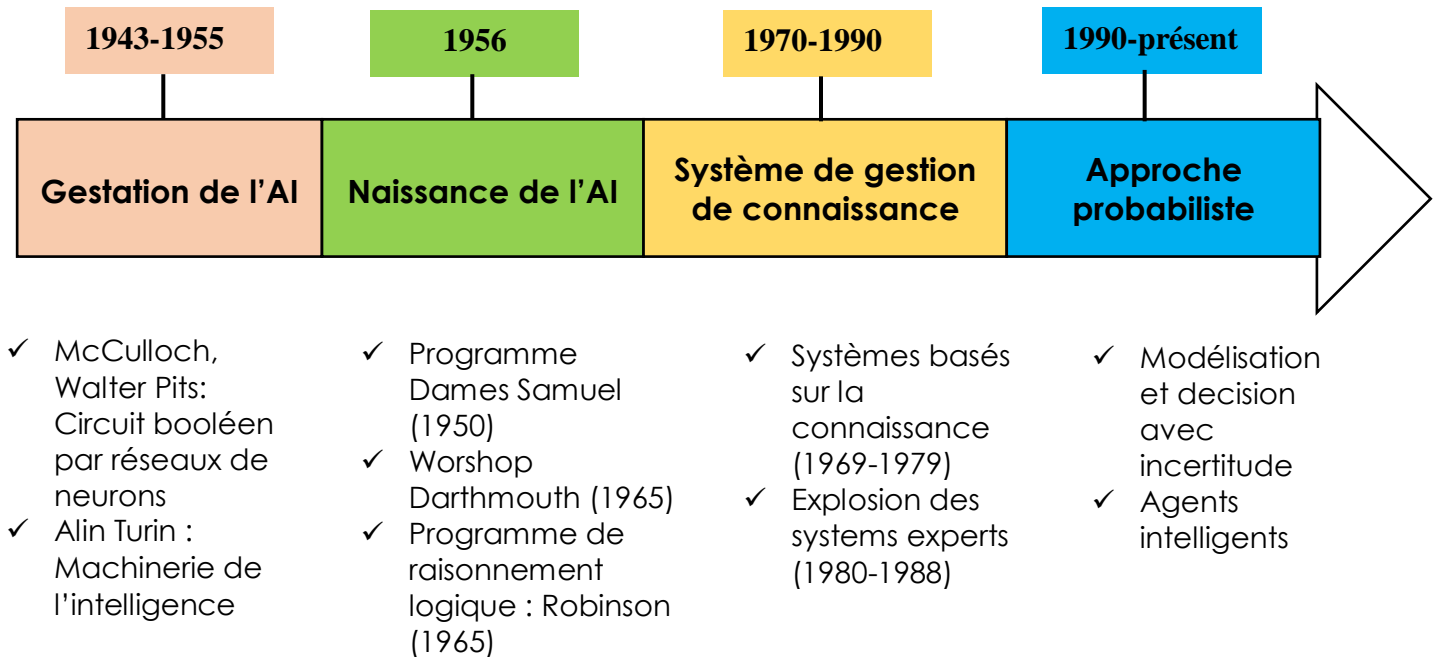 1943-1955
1956
1970-1990
1990-présent
Gestation de l’AI
Naissance de l’AI
Système de gestion
de connaissance
Approche
probabiliste
✓ McCulloch,
Walter Pits:
Circuit booléen
par réseaux de
neurons
✓ Alin Turin :
Machinerie de
l’intelligence
✓ Programme
Dames Samuel
(1950)
✓ Worshop
Darthmouth (1965)
✓ Programme de
raisonnement
logique : Robinson
(1965)
✓ Systèmes basés
sur la
connaissance
(1969-1979)
✓ Explosion des
systems experts
(1980-1988)
✓ Modélisation
et decision
avec
incertitude
✓ Agents
intelligents